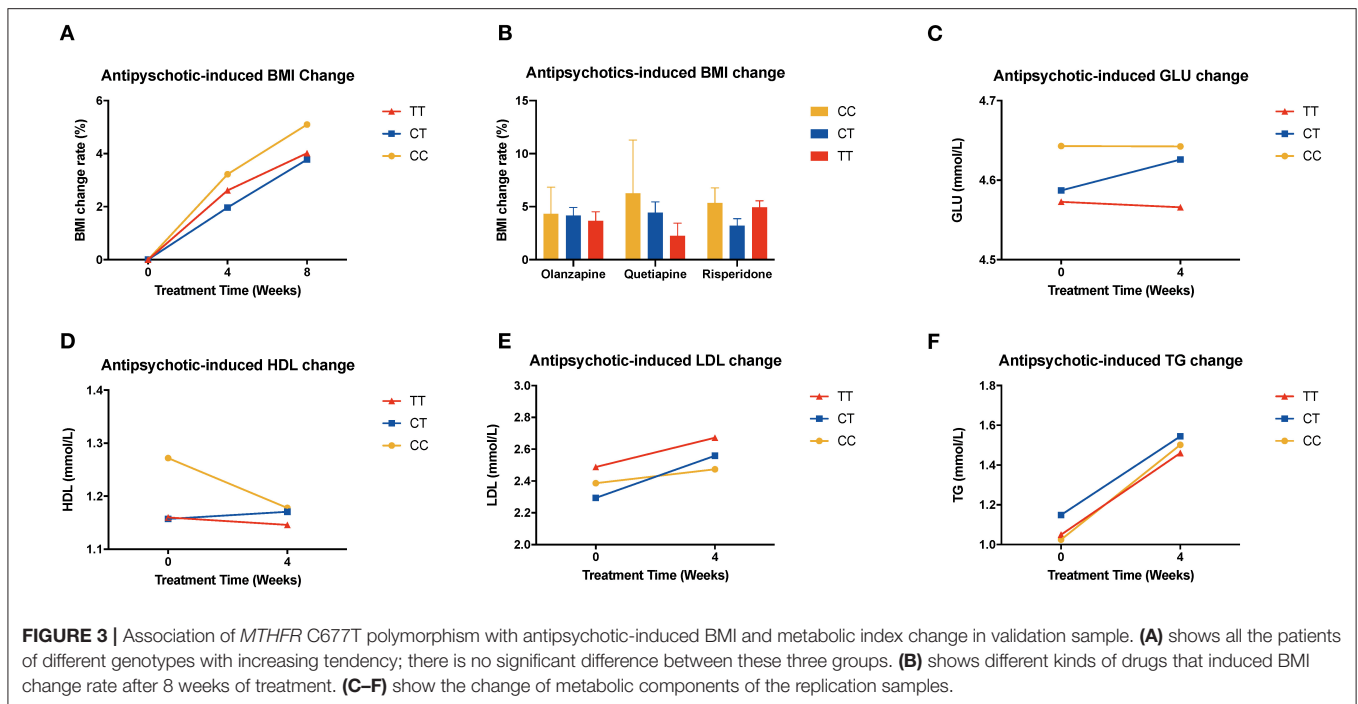 A
Antipyschotic-induced BMI Change
BMI change rate (%)
6
4
2
0
0
4
8
Treatment Time (Weeks)
TT
CT
CC
B
Antipsychotics-induced BMI change
BMI change rate (%)
15
10
5
0
Olanzapine
Quetiapine
Risperidone
CC
CT
TT
C
Antipsychotic-induced GLU change
GLU (mmol/L)
4.7
4.6
4.5
0
4
Treatment Time (Weeks)
TT
CT
CC
D
Antipsychotic-induced HDL change
HDL (mmol/L)
1.4
1.3
1.2
1.1
0
4
Treatment Time (Weeks)
TT
CT
CC
E
Antipsychotic-induced LDL change
LDL (mmol/L)
3.0
2.8
2.6
2.4
2.2
2.0
0
4
Treatment Time (Weeks)
TT
CT
CC
F
Antipsychotic-induced TG change
TG (mmol/L)
1.8
1.6
1.4
1.2
1.0
0
4
Treatment Time (Weeks)
TT
CT
CC
FIGURE 3 | Association of MTHFR C677T polymorphism with antipsychotic-induced BMI and metabolic index change in validation sample. (A) shows all the patients
of different genotypes with increasing tendency; there is no significant difference between these three groups. (B) shows different kinds of drugs that induced BMI
change rate after 8 weeks of treatment. (C–F) show the change of metabolic components of the replication samples.